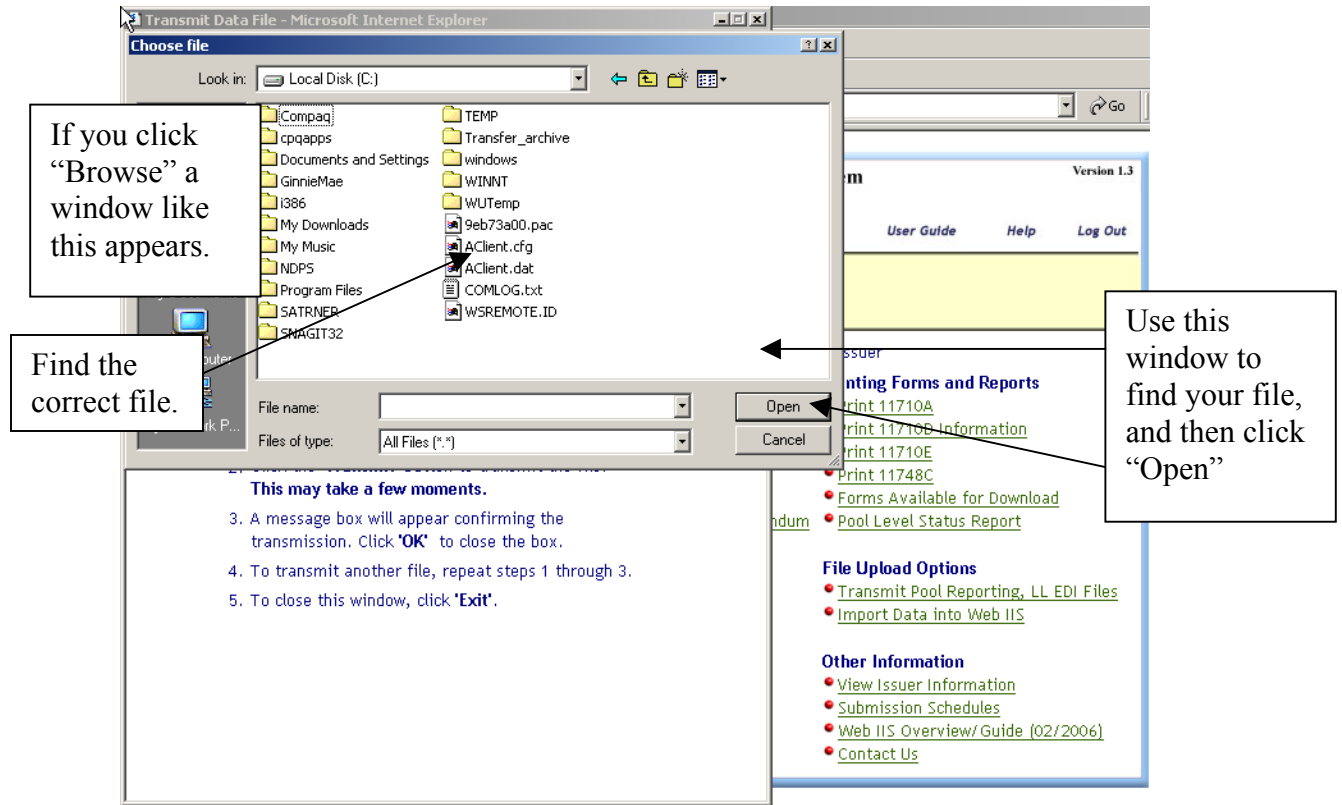 Transmit Data File - Microsoft Internet Explorer
Choose file
Look in:
Local Disk (C:)
Compaq
cpqapps
Documents and Settings
GinnieMae
i386
My Downloads
My Music
NDPS
Program Files
SATRNER
SNAGIT32
TEMP
Transfer_archive
windows
WINNT
WUTemp
9eb73a00.pac
AClient.cfg
AClient.dat
COMLOG.txt
WSREMOTE.ID
File name:
Open
Files of type:
All Files (*.*)
Cancel
If you click
“Browse” a
window like
this appears.
Find the
correct file.
Use this
window to
find your file,
and then click
“Open”
This may take a few moments.
3. A message box will appear confirming the
transmission. Click 'OK' to close the box.
4. To transmit another file, repeat steps 1 through 3.
5. To close this window, click 'Exit'.
Go
Version 1.3
User Guide
Help
Log Out
Forms and Reports
Print 11710A
Print 11710D Information
Print 11710E
Print 11748C
Forms Available for Download
Pool Level Status Report
File Upload Options
Transmit Pool Reporting, LL EDI Files
Import Data into Web IIS
Other Information
View Issuer Information
Submission Schedules
Web IIS Overview/Guide (02/2006)
Contact Us